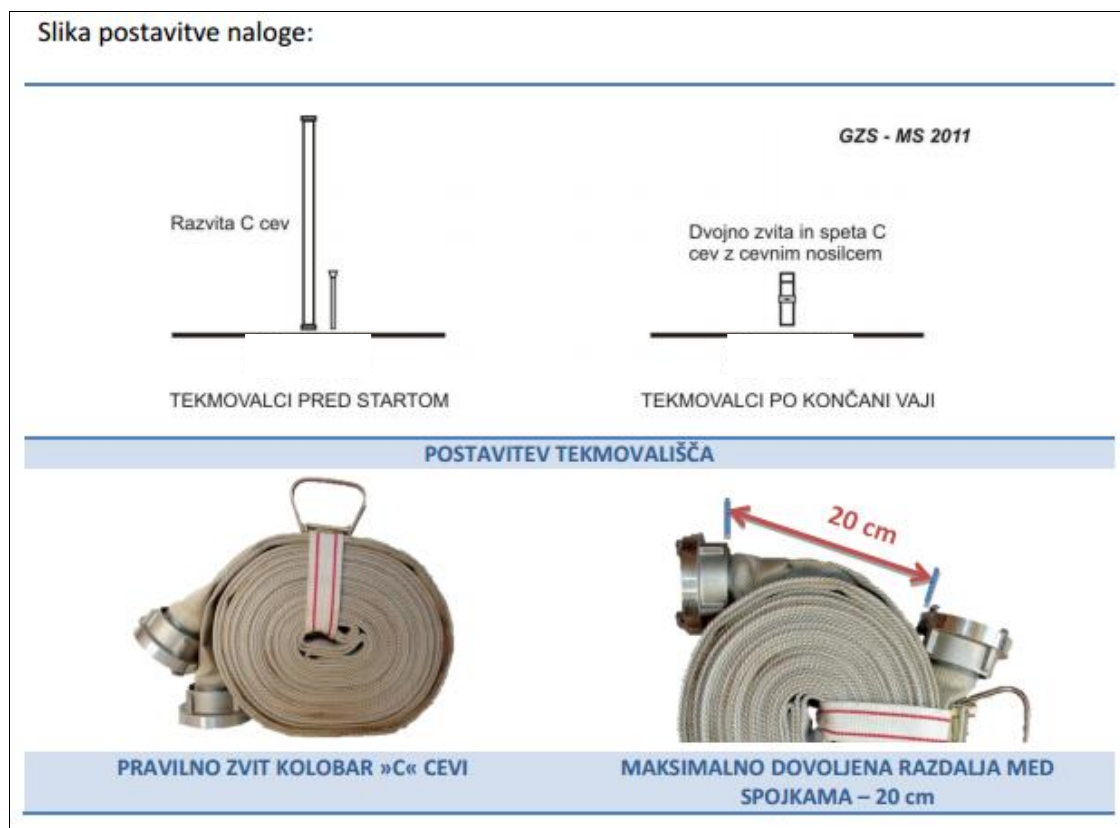 Slika postavitve naloge:
GZS - MS 2011
Razvita C cev
Dvojno zvita in speta C
cev z cevnim nosilcem
TEKMOVALCI PRED STARTOM
TEKMOVALCI PO KONČANI VAJI
POSTAVITEV TEKMOVALIŠČA
20 cm
PRAVILNO ZVIT KOLOBAR »C« CEVI
MAKSIMALNO DOVOLJENA RAZDALJA MED
SPOJKAMA – 20 cm